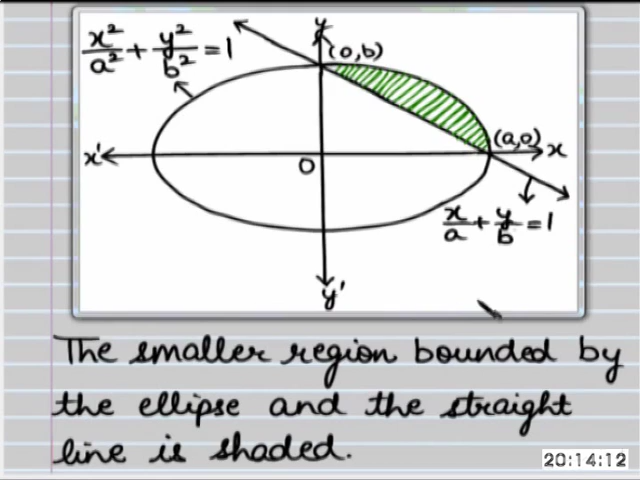 y
x²/a² + y²/b² = 1
(0,b)
(a,0)
x'
x
O
x/a + y/b = 1
y'
The smaller region bounded by
the ellipse and the straight
line is shaded.
20:14:12